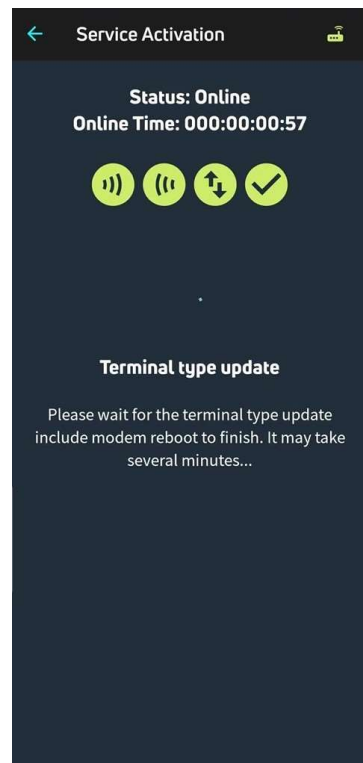 Service Activation
Status: Online
Online Time: 000:00:00:57
Terminal type update
Please wait for the terminal type update
include modem reboot to finish. It may take
several minutes...